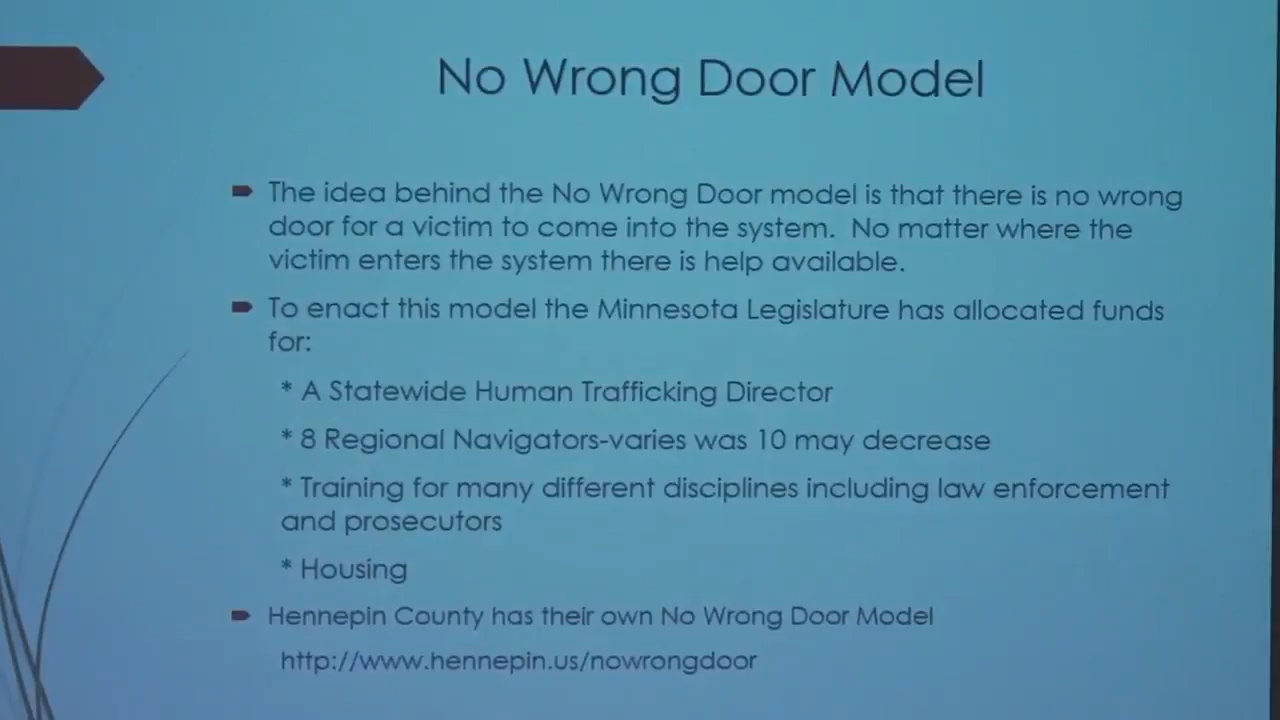 No Wrong Door Model
The idea behind the No Wrong Door model is that there is no wrong
door for a victim to come into the system.  No matter where the
victim enters the system there is help available.
To enact this model the Minnesota Legislature has allocated funds
for:
* A Statewide Human Trafficking Director
* 8 Regional Navigators-varies was 10 may decrease
* Training for many different disciplines including law enforcement
and prosecutors
* Housing
Hennepin County has their own No Wrong Door Model
http://www.hennepin.us/nowrongdoor